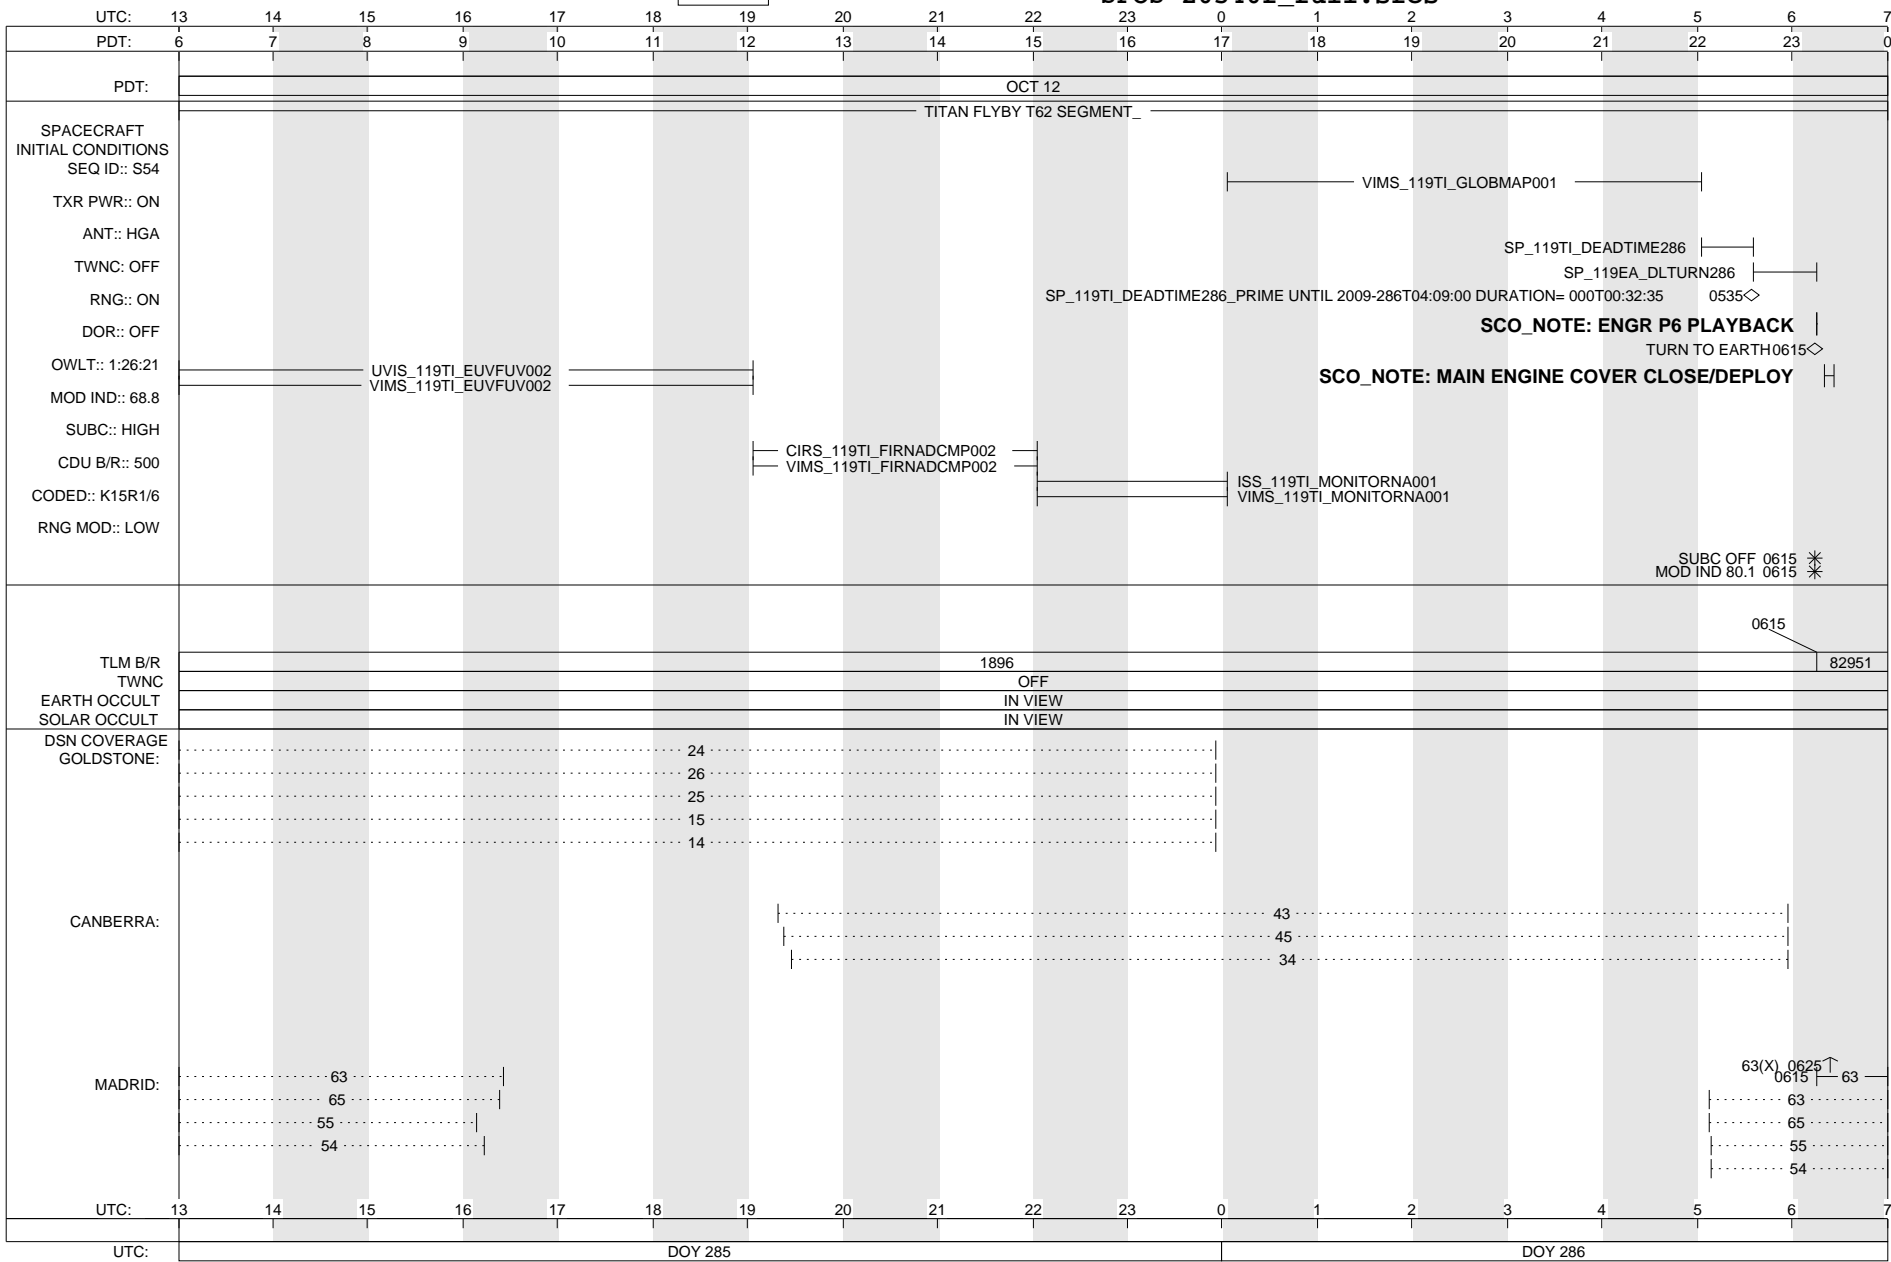 UTC: 13 14 15 16 17 18 19 20 21 22 23 0 1 2 3 4 5 6 7
PDT: 6 7 8 9 10 11 12 13 14 15 16 17 18 19 20 21 22 23 0
PDT: OCT 12
TITAN FLYBY T62 SEGMENT_
SPACECRAFT
INITIAL CONDITIONS
SEQ ID:: S54
VIMS_119TI_GLOBMAP001
TXR PWR:: ON
ANT:: HGA
SP_119TI_DEADTIME286
TWNC: OFF
SP_119EA_DLTURN286
RNG:: ON
SP_119TI_DEADTIME286_PRIME UNTIL 2009-286T04:09:00 DURATION= 000T00:32:35 0535
DOR:: OFF
SCO_NOTE: ENGR P6 PLAYBACK
TURN TO EARTH0615
OWLT:: 1:26:21
UVIS_119TI_EUVFUV002
VIMS_119TI_EUVFUV002
SCO_NOTE: MAIN ENGINE COVER CLOSE/DEPLOY
MOD IND:: 68.8
SUBC:: HIGH
CIRS_119TI_FIRNADCMP002
VIMS_119TI_FIRNADCMP002
CDU B/R:: 500
ISS_119TI_MONITORNA001
VIMS_119TI_MONITORNA001
CODED:: K15R1/6
RNG MOD:: LOW
SUBC OFF 0615
MOD IND 80.1 0615
0615
TLM B/R 1896 82951
TWNC OFF
EARTH OCCULT IN VIEW
SOLAR OCCULT IN VIEW
DSN COVERAGE
GOLDSTONE:
24
26
25
15
14
CANBERRA:
43
45
34
MADRID:
63(X) 0625
63 0615 63
65 63
55 65
54 55
54
UTC: 13 14 15 16 17 18 19 20 21 22 23 0 1 2 3 4 5 6 7
UTC: DOY 285 DOY 286